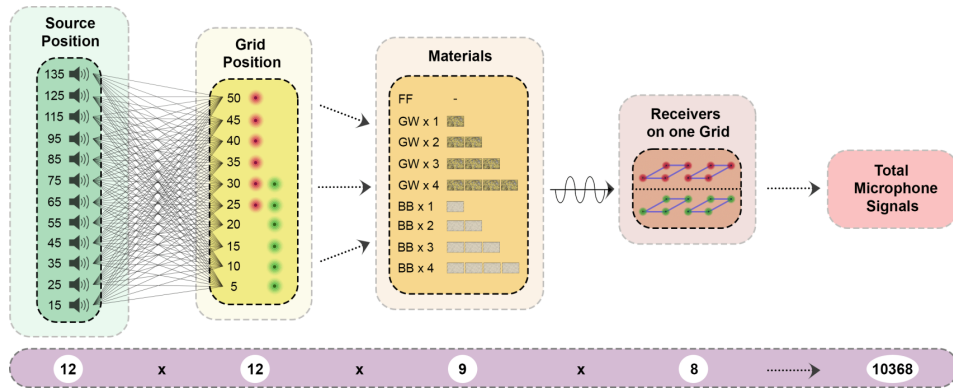 Source
Position
135
125
115
95
85
75
65
55
45
35
25
15
Grid
Position
50
45
40
35
30
25
20
15
10
5
Materials
FF -
GW x 1
GW x 2
GW x 3
GW x 4
BB x 1
BB x 2
BB x 3
BB x 4
Receivers
on one Grid
Total
Microphone
Signals
12 x 12 x 9 x 8 10368